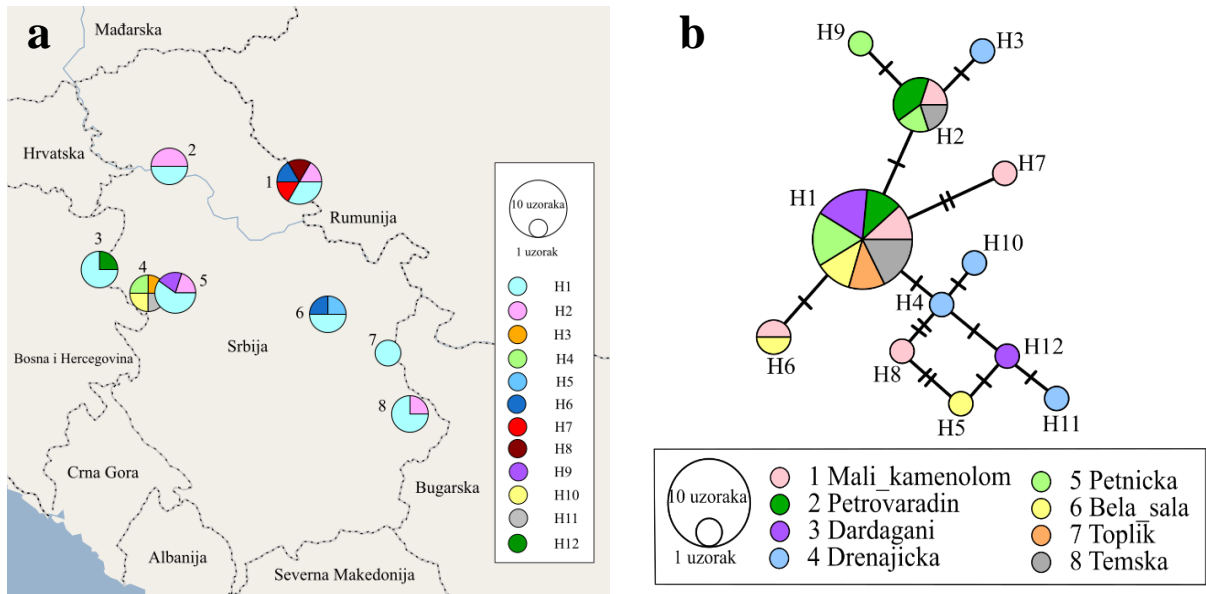 a
Mađarska
Hrvatska
2
1
Rumunija
3
4
5
6
Srbija
7
8
Bosna i Hercegovina
Crna Gora
Bugarska
Albanija
Severna Makedonija
10 uzoraka
1 uzorak
H1
H2
H3
H4
H5
H6
H7
H8
H9
H10
H11
H12
b
H9
H3
H2
H7
H1
H10
H4
H12
H6
H8
H5
H11
10 uzoraka
1 uzorak
1 Mali_kamenolom
2 Petrovaradin
3 Dardagani
4 Drenajicka
5 Petnicka
6 Bela_sala
7 Toplik
8 Temska